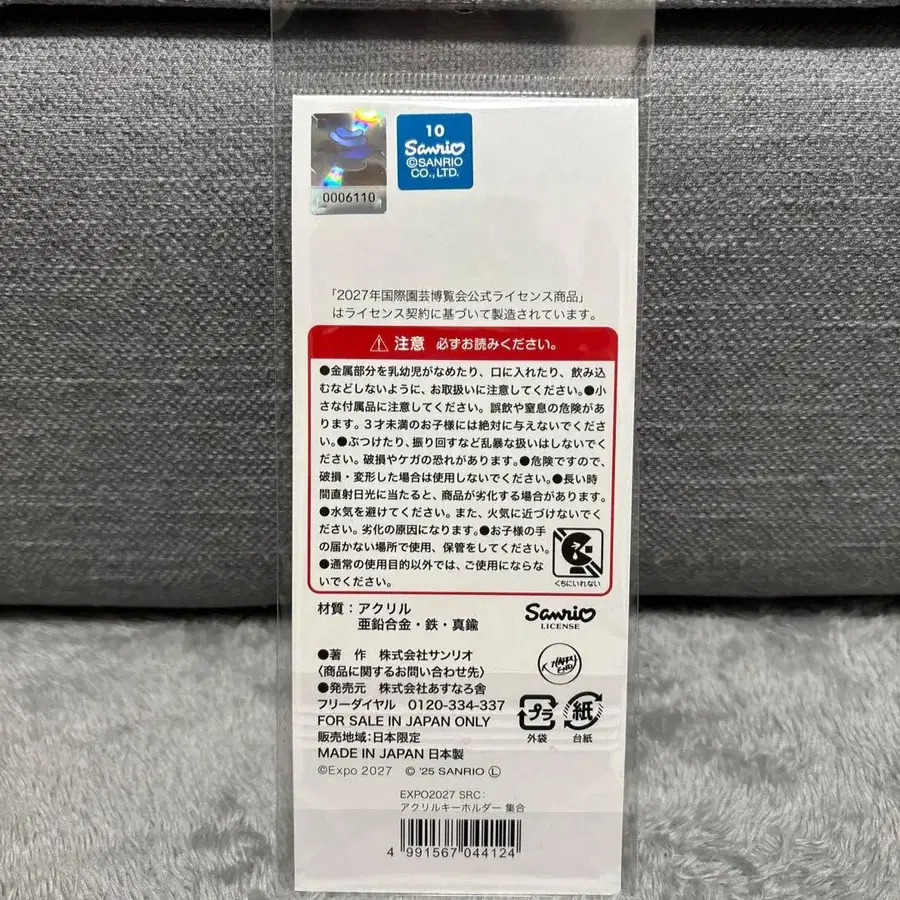 0006110
10
Sanrio
©SANRIO
CO.,LTD.
「2027年国際園芸博覧会公式ライセンス商品」
はライセンス契約に基づいて製造されています。
⚠ 注意 必ずお読みください。
●金属部分を乳幼児がなめたり、口に入れたり、飲み込
むなどしないように、お取扱いに注意してください。●小
さな付属品に注意してください。誤飲や窒息の危険があ
ります。3才未満のお子様には絶対に与えないでくださ
い。●ぶつけたり、振り回すなど乱暴な扱いはしないでく
ださい。破損やケガの恐れがあります。●危険ですので、
破損・変形した場合は使用しないでください。●長い時
間直射日光に当たると、商品が劣化する場合があります。
●水気を避けてください。また、火気に近づけないでくだ
さい。劣化の原因になります。●お子様の手
の届かない場所で使用、保管をしてください。
●通常の使用目的以外では、ご使用にならな
いでください。
くちにいれない
材質：アクリル
亜鉛合金・鉄・真鍮
Sanrio
LICENSE
●著 作 株式会社サンリオ
〈商品に関するお問い合わせ先〉
●発売元 株式会社あすなろ舎
フリーダイヤル 0120-334-337
FOR SALE IN JAPAN ONLY
販売地域：日本限定
MADE IN JAPAN 日本製
プラ
外袋
紙
台紙
©Expo 2027 © '25 SANRIO Ⓛ
EXPO2027 SRC：
アクリルキーホルダー 集合
4 991567 044124